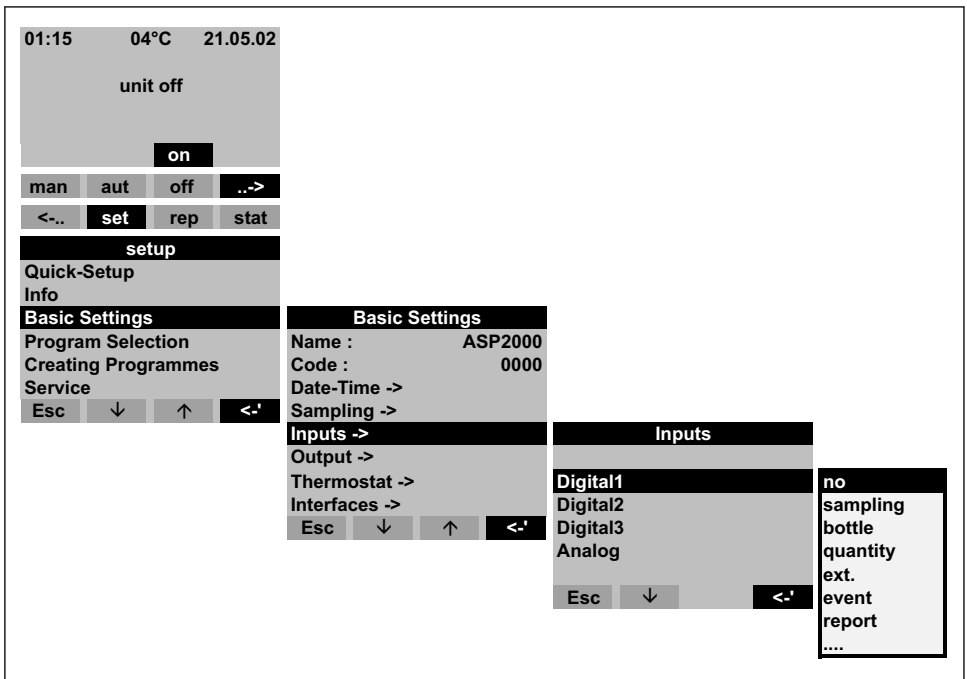 01:15 04°C 21.05.02
unit off
on
man aut off ..->
<-.. set rep stat
setup
Quick-Setup
Info
Basic Settings
Program Selection
Creating Programmes
Service
Esc ↓ ↑ <-'
Basic Settings
Name : ASP2000
Code : 0000
Date-Time ->
Sampling ->
Inputs ->
Output ->
Thermostat ->
Interfaces ->
Esc ↓ ↑ <-'
Inputs
Digital1
Digital2
Digital3
Analog
Esc ↓ <-'
no
sampling
bottle
quantity
ext.
event
report
....